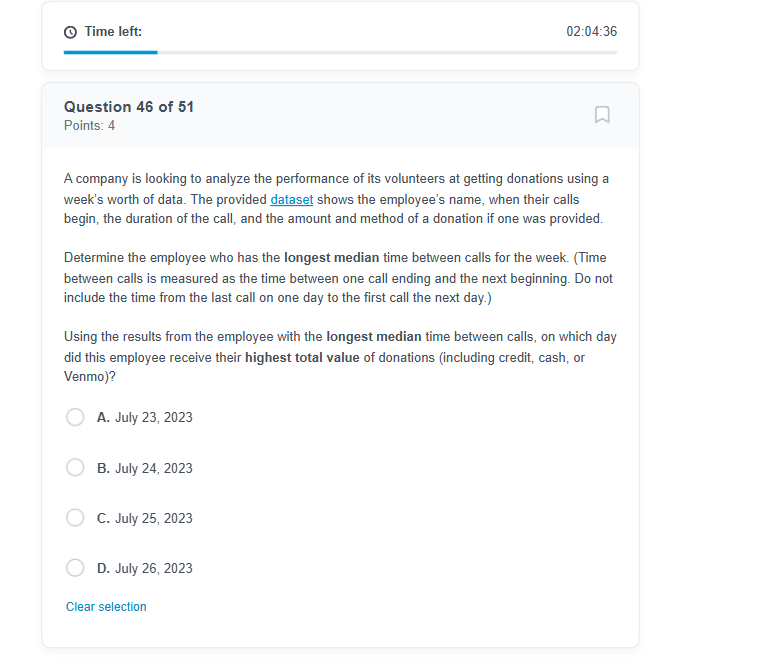 Time left:
02:04:36
Question 46 of 51
Points: 4
A company is looking to analyze the performance of its volunteers at getting donations using a
week's worth of data. The provided dataset shows the employee's name, when their calls
begin, the duration of the call, and the amount and method of a donation if one was provided.
Determine the employee who has the longest median time between calls for the week. (Time
between calls is measured as the time between one call ending and the next beginning. Do not
include the time from the last call on one day to the first call the next day.)
Using the results from the employee with the longest median time between calls, on which day
did this employee receive their highest total value of donations (including credit, cash, or
Venmo)?
A. July 23, 2023
B. July 24, 2023
C. July 25, 2023
D. July 26, 2023
Clear selection